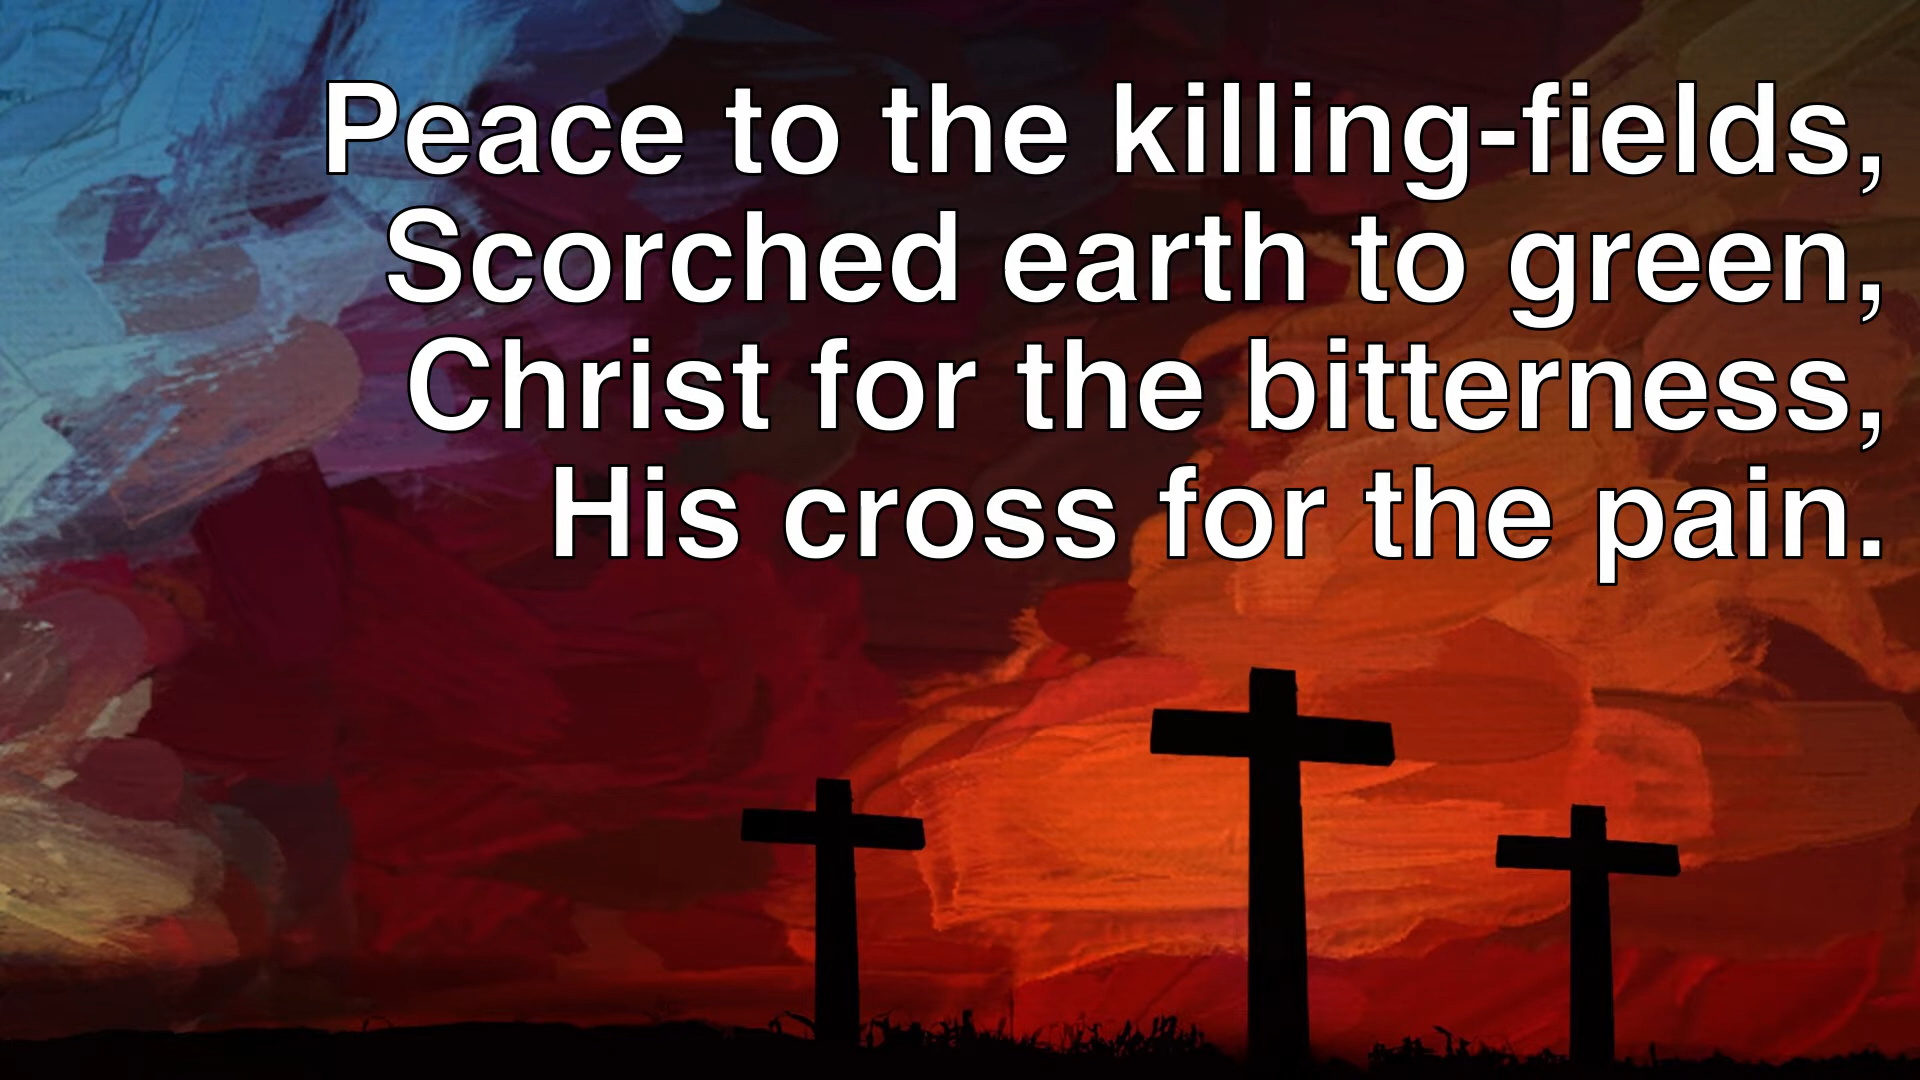 Peace to the killing-fields,
Scorched earth to green,
Christ for the bitterness,
His cross for the pain.